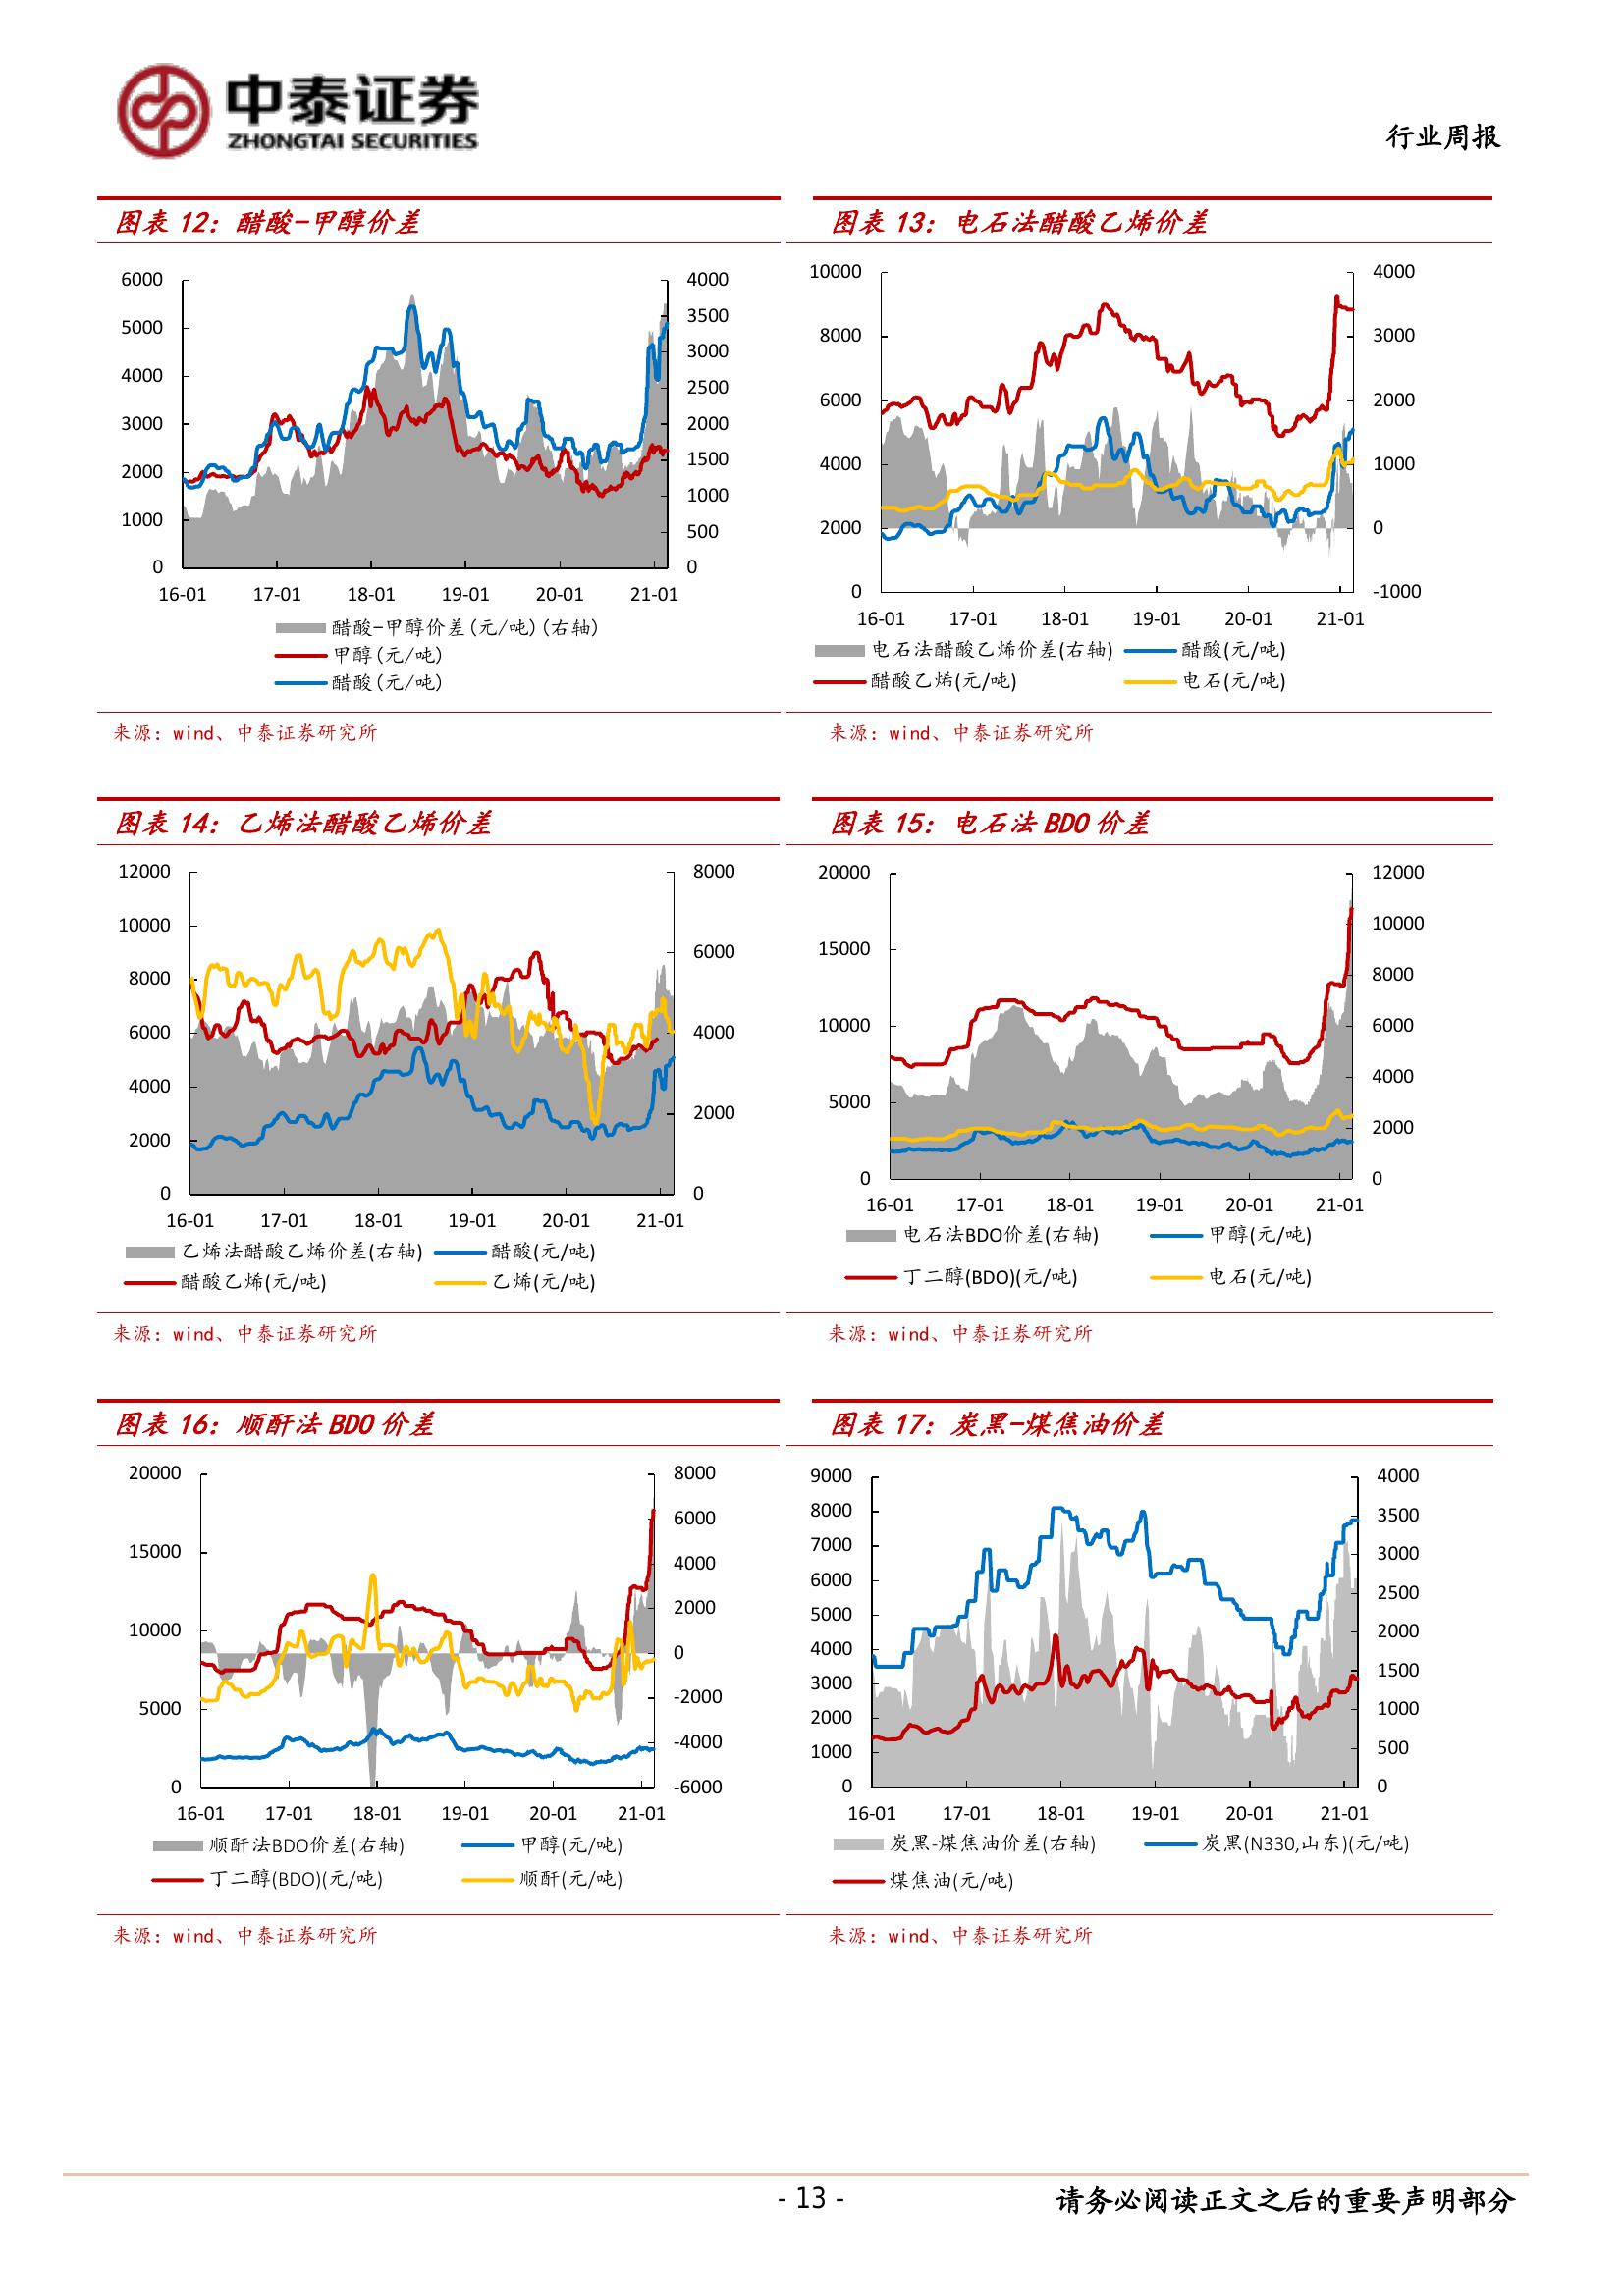 中泰证券
ZHONGTAI SECURITIES
行业周报
图表 12：醋酸-甲醇价差
6000
5000
4000
3000
2000
1000
0
4000
3500
3000
2500
2000
1500
1000
500
0
16-01 17-01 18-01 19-01 20-01 21-01
醋酸-甲醇价差(元/吨)(右轴)
甲醇(元/吨)
醋酸(元/吨)
来源：wind、中泰证券研究所
图表 13：电石法醋酸乙烯价差
10000
8000
6000
4000
2000
0
4000
3000
2000
1000
0
-1000
16-01 17-01 18-01 19-01 20-01 21-01
电石法醋酸乙烯价差(右轴) 醋酸(元/吨)
醋酸乙烯(元/吨) 电石(元/吨)
来源：wind、中泰证券研究所
图表 14：乙烯法醋酸乙烯价差
12000
10000
8000
6000
4000
2000
0
8000
6000
4000
2000
0
16-01 17-01 18-01 19-01 20-01 21-01
乙烯法醋酸乙烯价差(右轴) 醋酸(元/吨)
醋酸乙烯(元/吨) 乙烯(元/吨)
来源：wind、中泰证券研究所
图表 15：电石法 BDO 价差
20000
15000
10000
5000
0
12000
10000
8000
6000
4000
2000
0
16-01 17-01 18-01 19-01 20-01 21-01
电石法BDO价差(右轴) 甲醇(元/吨)
丁二醇(BDO)(元/吨) 电石(元/吨)
来源：wind、中泰证券研究所
图表 16：顺酐法 BDO 价差
20000
15000
10000
5000
0
8000
6000
4000
2000
0
-2000
-4000
-6000
16-01 17-01 18-01 19-01 20-01 21-01
顺酐法BDO价差(右轴) 甲醇(元/吨)
丁二醇(BDO)(元/吨) 顺酐(元/吨)
来源：wind、中泰证券研究所
图表 17：炭黑-煤焦油价差
9000
8000
7000
6000
5000
4000
3000
2000
1000
0
4000
3500
3000
2500
2000
1500
1000
500
0
16-01 17-01 18-01 19-01 20-01 21-01
炭黑-煤焦油价差(右轴) 炭黑(N330,山东)(元/吨)
煤焦油(元/吨)
来源：wind、中泰证券研究所
- 13 -
请务必阅读正文之后的重要声明部分